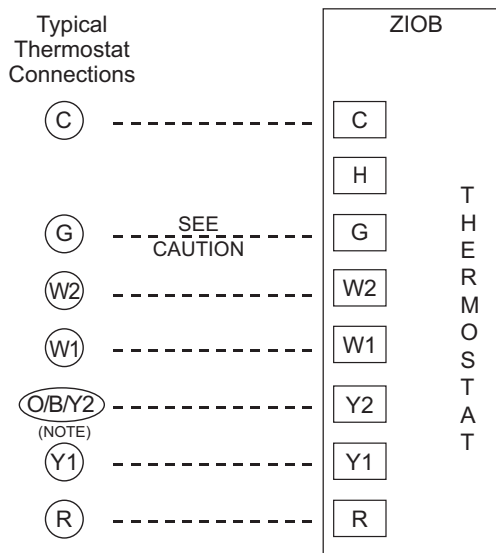 Typical
Thermostat
Connections
ZIOB
C
C
H
G
SEE
CAUTION
G
W2
W2
W1
W1
O/B/Y2
(NOTE)
Y2
Y1
Y1
R
R
THERMOSTAT